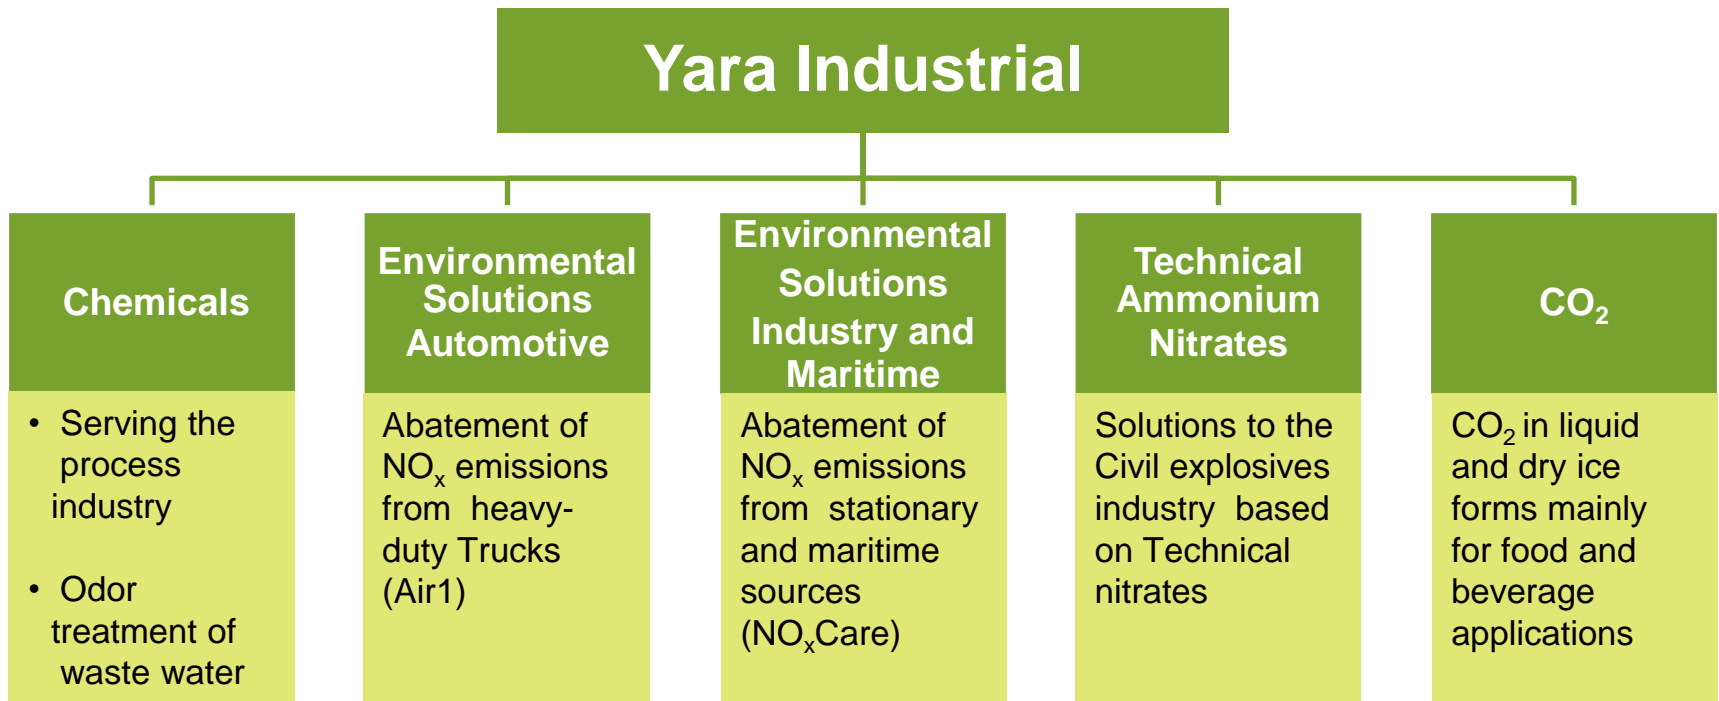 Yara Industrial
Chemicals
• Serving the
process
industry
• Odor
treatment of
waste water
Environmental
Solutions
Automotive
Abatement of
NOx emissions
from heavy-
duty Trucks
(Air1)
Environmental
Solutions
Industry and
Maritime
Abatement of
NOx emissions
from stationary
and maritime
sources
(NOxCare)
Technical
Ammonium
Nitrates
Solutions to the
Civil explosives
industry based
on Technical
nitrates
CO₂
CO₂ in liquid
and dry ice
forms mainly
for food and
beverage
applications